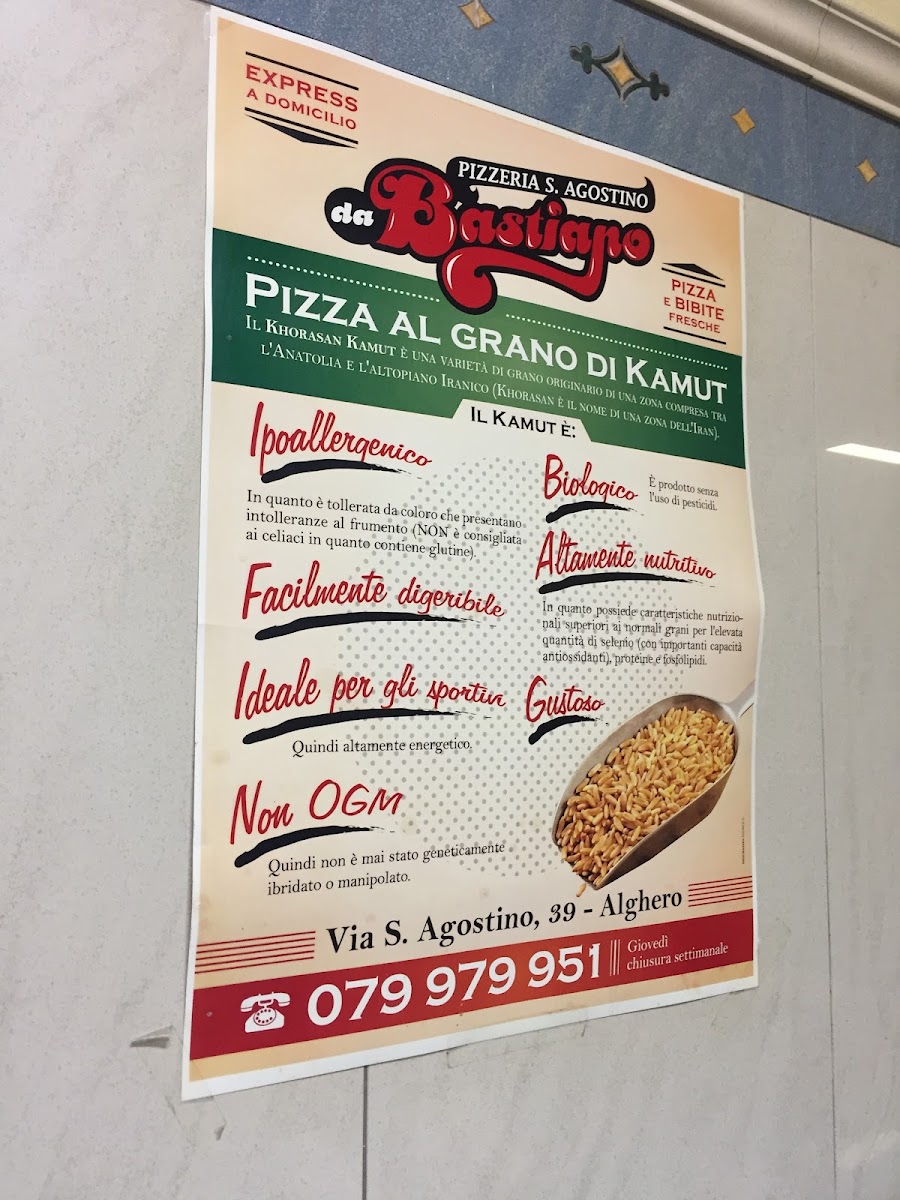 EXPRESS
A DOMICILIO
PIZZERIA S. AGOSTINO
da Bastiano
PIZZA
E BIBITE
FRESCHE
PIZZA AL GRANO DI KAMUT
IL KHORASAN KAMUT È UNA VARIETÀ DI GRANO ORIGINARIO DI UNA ZONA COMPRESA TRA
L'ANATOLIA E L'ALTOPIANO IRANICO (KHORASAN È IL NOME DI UNA ZONA DELL'IRAN).
IL KAMUT È:
Ipoallergenico
In quanto è tollerata da coloro che presentano
intolleranze al frumento (NON è consigliata
ai celiaci in quanto contiene glutine).
Facilmente digeribile
Ideale per gli sportivi
Quindi altamente energetico.
Non OGM
Quindi non è mai stato geneticamente
ibridato o manipolato.
Biologico
È prodotto senza
l'uso di pesticidi.
Altamente nutritivo
In quanto possiede caratteristiche nutrizio-
nali superiori ai normali grani per l'elevata
quantità di selenio (con importanti capacità
antiossidanti), proteine e fosfolipidi.
Gustoso
Via S. Agostino, 39 - Alghero
079 979 951
Giovedì
chiusura settimanale